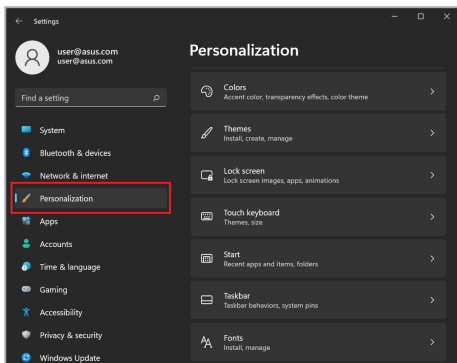 Settings
user@asus.com
user@asus.com
Find a setting
System
Bluetooth & devices
Network & internet
Personalization
Apps
Accounts
Time & language
Gaming
Accessibility
Privacy & security
Windows Update
Personalization
Colors
Accent color, transparency effects, color theme
Themes
Install, create, manage
Lock screen
Lock screen images, apps, animations
Touch keyboard
Themes, size
Start
Recent apps and items, folders
Taskbar
Taskbar behaviors, system pins
Fonts
Install, manage